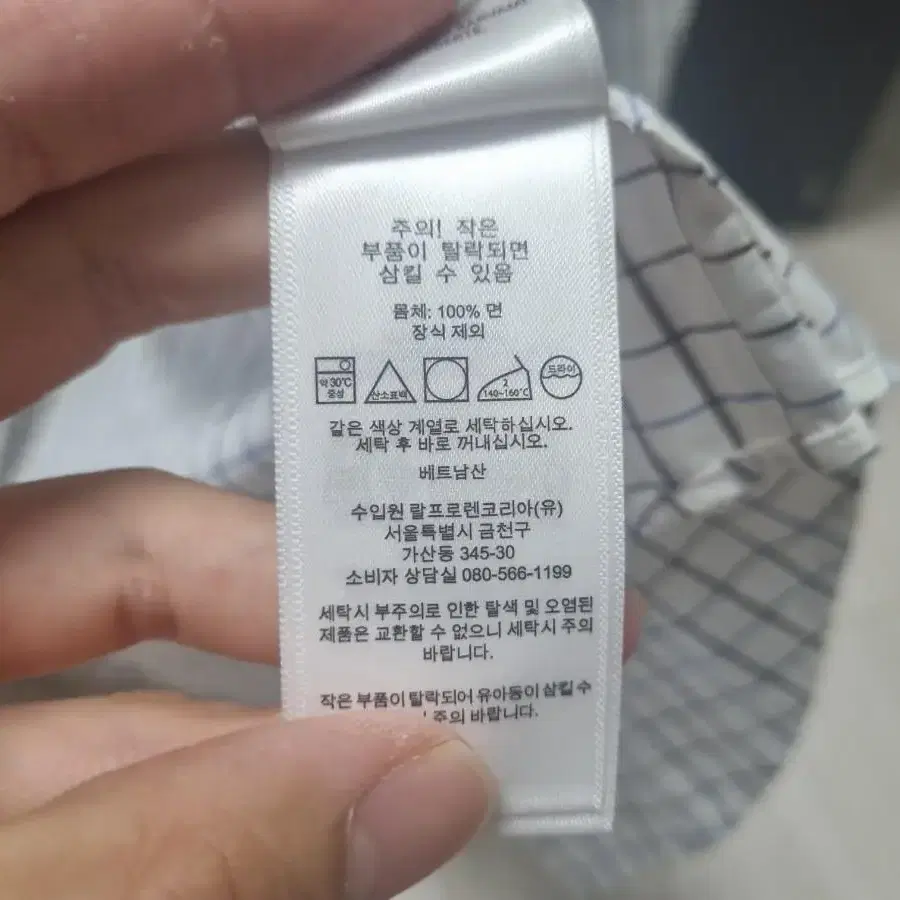 주의! 작은
부품이 탈락되면
삼킬 수 있음
몸체: 100% 면
장식 제외
약 30℃
중성
산소표백
2
140~160℃
드라이
같은 색상 계열로 세탁하십시오.
세탁 후 바로 꺼내십시오.
베트남산
수입원 랄프로렌코리아(유)
서울특별시 금천구
가산동 345-30
소비자 상담실 080-566-1199
세탁시 부주의로 인한 탈색 및 오염된
제품은 교환할 수 없으니 세탁시 주의
바랍니다.
작은 부품이 탈락되어 유아동이 삼킬 수
주의 바랍니다.